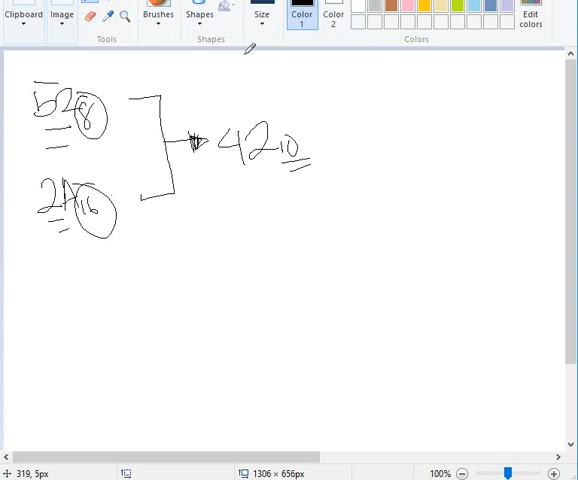 Clipboard
Image
Tools
Brushes
Shapes
Shapes
Size
Color 1
Color 2
Colors
Edit colors
52 8
2A 16
42 10
319, 5px
1306 × 656px
100%